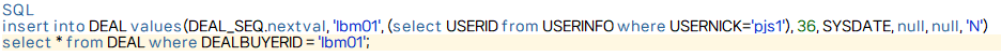 SQL
insert into DEAL values(DEAL_SEQ.nextval, 'lbm01', (select USERID from USERINFO where USERNICK='pjs1'), 36, SYSDATE, null, null, 'N')
select * from DEAL where DEALBUYERID = 'lbm01';